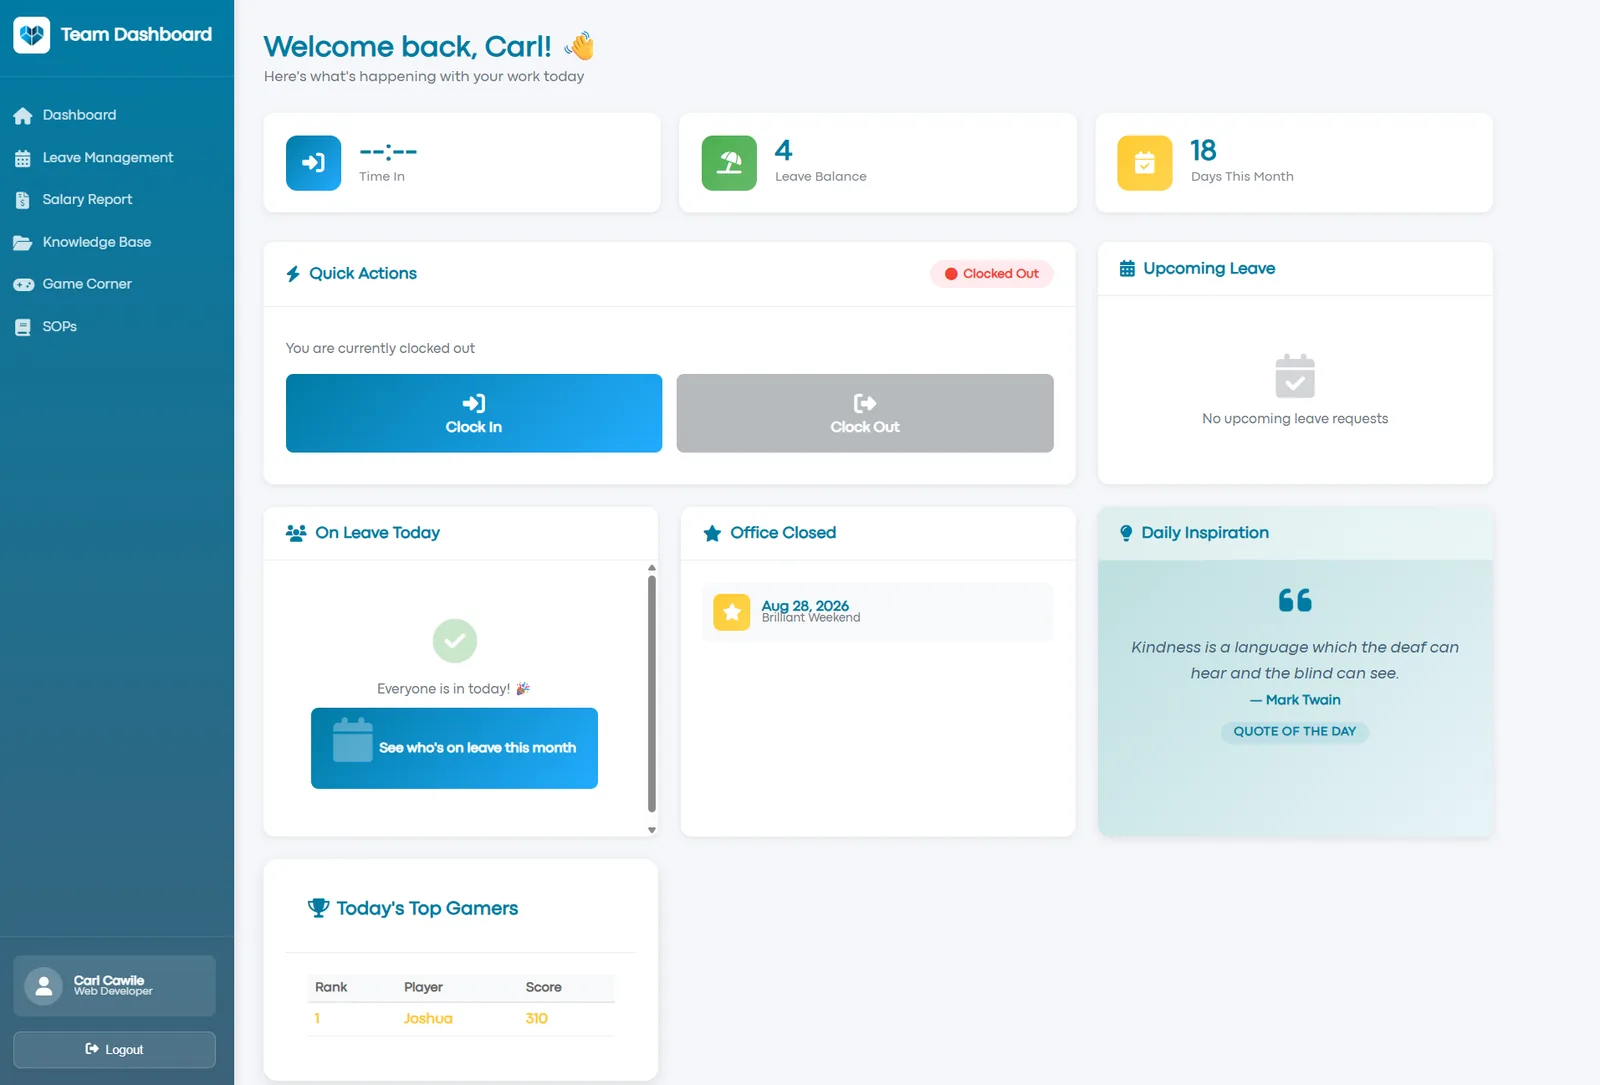 Team Dashboard
Dashboard
Leave Management
Salary Report
Knowledge Base
Game Corner
SOPs
Carl Cawile
Web Developer
Logout
Welcome back, Carl! 👋
Here's what's happening with your work today
--:--
Time In
4
Leave Balance
18
Days This Month
Quick Actions
Clocked Out
You are currently clocked out
Clock In
Clock Out
Upcoming Leave
No upcoming leave requests
On Leave Today
Everyone is in today! 🎉
See who's on leave this month
Office Closed
Aug 28, 2026
Brilliant Weekend
Daily Inspiration
Kindness is a language which the deaf can
hear and the blind can see.
— Mark Twain
QUOTE OF THE DAY
Today's Top Gamers
Rank Player Score
1 Joshua 310